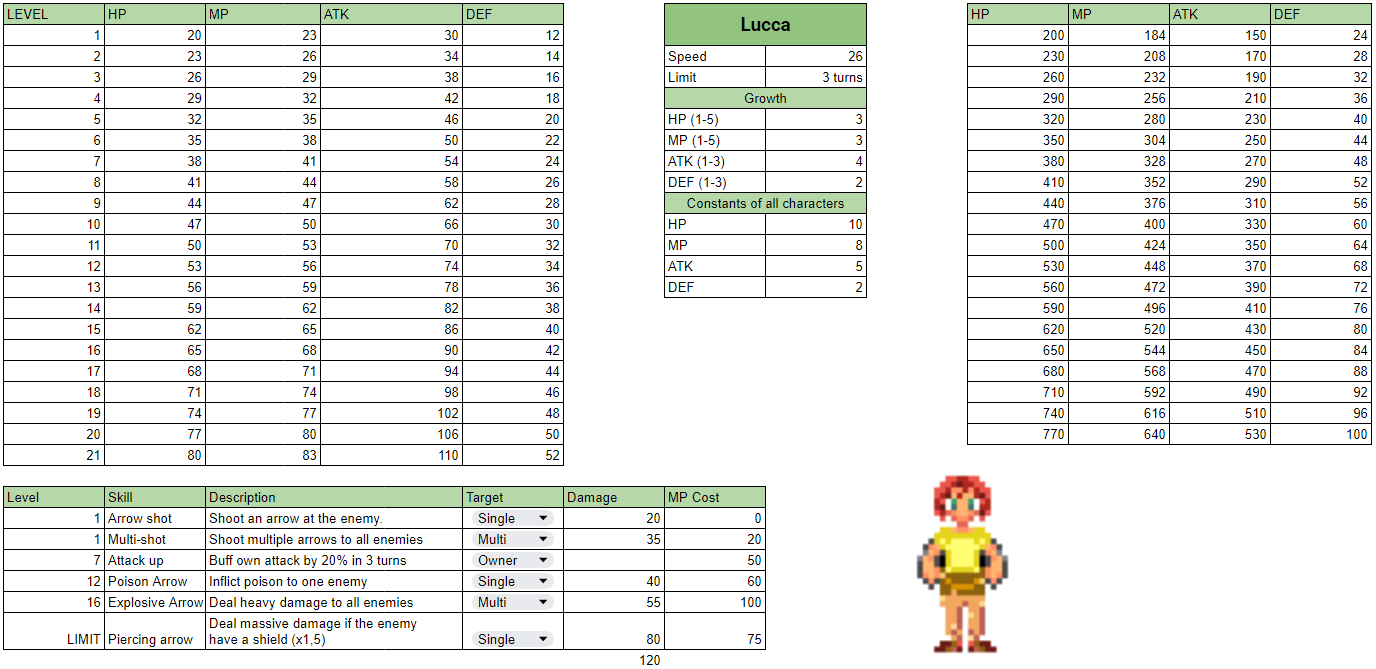 LEVEL HP MP ATK DEF
1 20 23 30 12
2 23 26 34 14
3 26 29 38 16
4 29 32 42 18
5 32 35 46 20
6 35 38 50 22
7 38 41 54 24
8 41 44 58 26
9 44 47 62 28
10 47 50 66 30
11 50 53 70 32
12 53 56 74 34
13 56 59 78 36
14 59 62 82 38
15 62 65 86 40
16 65 68 90 42
17 68 71 94 44
18 71 74 98 46
19 74 77 102 48
20 77 80 106 50
21 80 83 110 52
Lucca
Speed 26
Limit 3 turns
Growth
HP (1-5) 3
MP (1-5) 3
ATK (1-3) 4
DEF (1-3) 2
Constants of all characters
HP 10
MP 8
ATK 5
DEF 2
HP MP ATK DEF
200 184 150 24
230 208 170 28
260 232 190 32
290 256 210 36
320 280 230 40
350 304 250 44
380 328 270 48
410 352 290 52
440 376 310 56
470 400 330 60
500 424 350 64
530 448 370 68
560 472 390 72
590 496 410 76
620 520 430 80
650 544 450 84
680 568 470 88
710 592 490 92
740 616 510 96
770 640 530 100
Level Skill Description Target Damage MP Cost
1 Arrow shot Shoot an arrow at the enemy. Single 20 0
1 Multi-shot Shoot multiple arrows to all enemies Multi 35 20
7 Attack up Buff own attack by 20% in 3 turns Owner 50
12 Poison Arrow Inflict poison to one enemy Single 40 60
16 Explosive Arrow Deal heavy damage to all enemies Multi 55 100
Deal massive damage if the enemy
LIMIT Piercing arrow have a shield (x1,5) Single 80 75
120